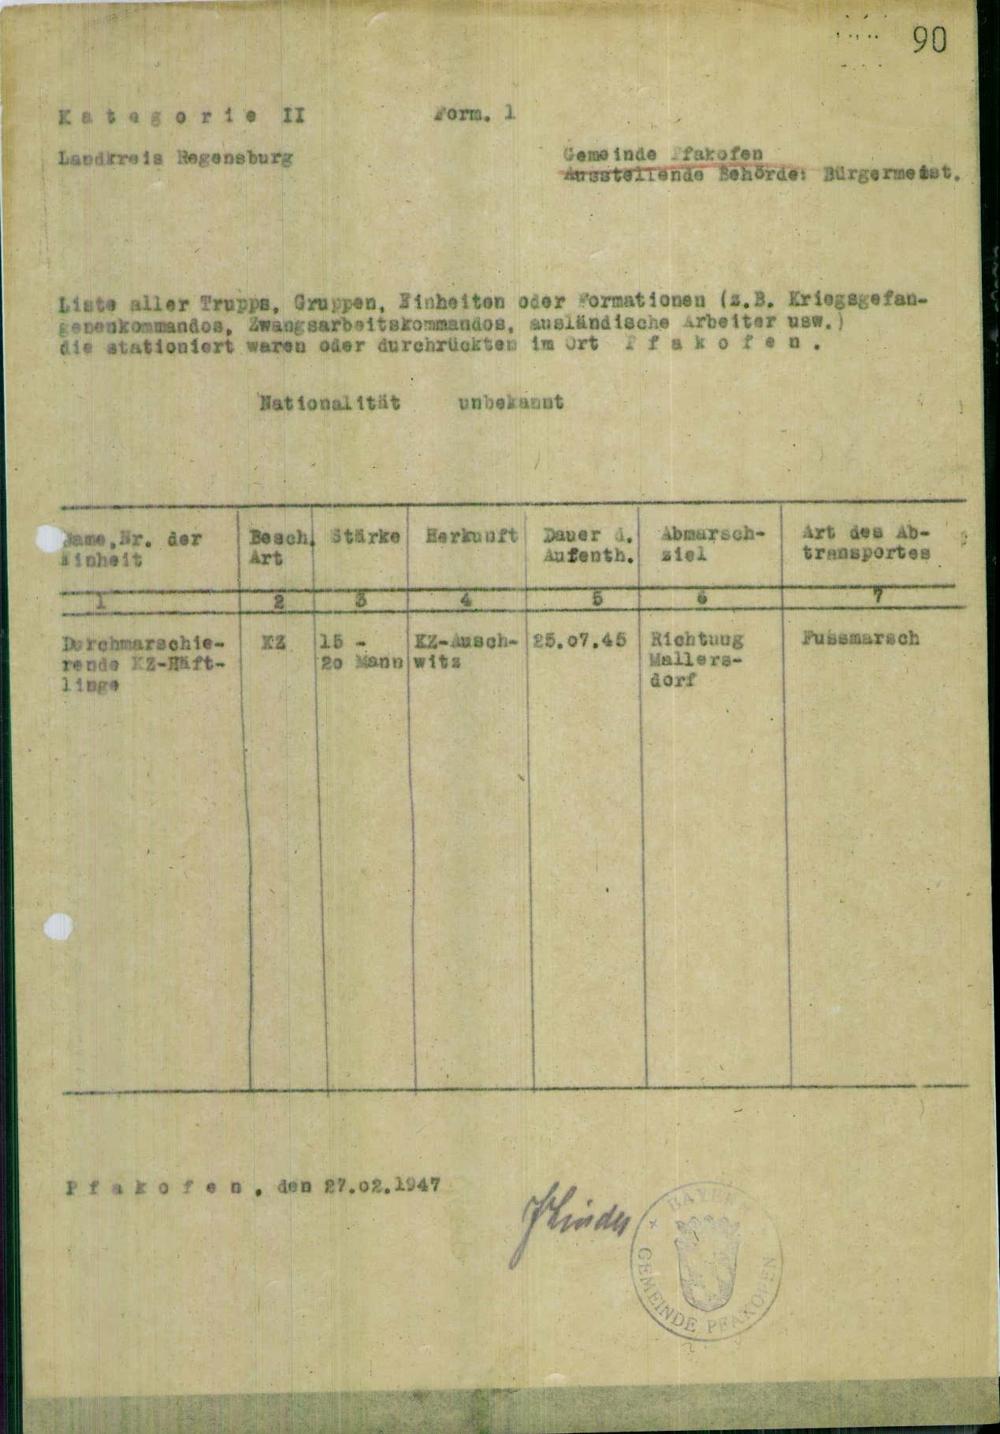 90
Kategorie II Form. 1
Landkreis Regensburg Gemeinde Pfakofen
Ausstellende Behörde: Bürgermeist.
Liste aller Trupps, Gruppen, Einheiten oder Formationen (z.B. Kriegsgefan-
genenkommandos, Zwangsarbeitskommandos, ausländische Arbeiter usw.)
die stationiert waren oder durchrückten im Ort Pfakofen.
Nationalität unbekannt
Name, Nr. der Besch. Stärke Herkunft Dauer d. Abmarsch- Art des Ab-
Einheit Art Aufenth. ziel transportes
1 2 3 4 5 6 7
Durchmarschie- KZ 15 - KZ-Ausch- 25.07.45 Richtung Fussmarsch
rende KZ-Häft- 20 Mann witz Mallers-
linge dorf
Pfakofen, den 27.02.1947
BAYERN
GEMEINDE PFAKOFEN